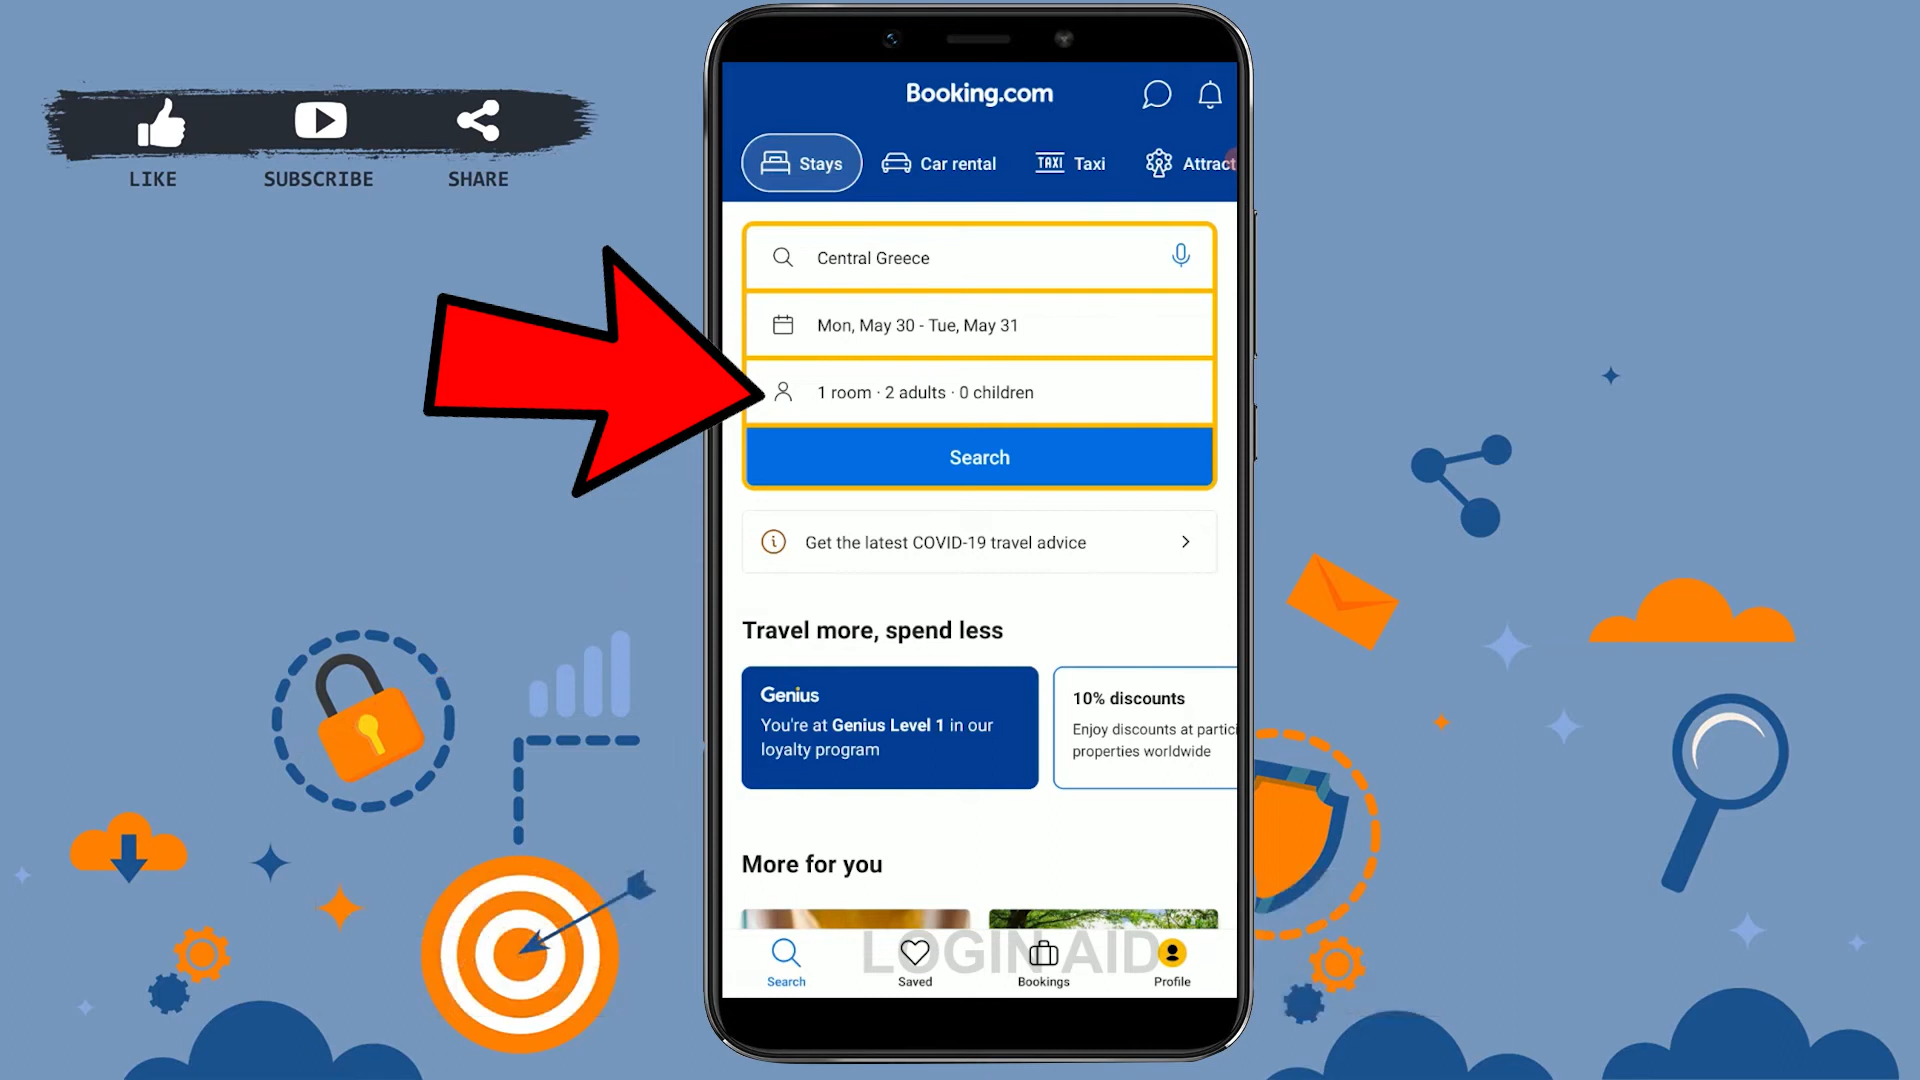 LIKE
SUBSCRIBE
SHARE
Booking.com
Stays
Car rental
TAXI Taxi
Attract
Central Greece
Mon, May 30 - Tue, May 31
1 room · 2 adults · 0 children
Search
Get the latest COVID-19 travel advice
Travel more, spend less
Genius
You're at Genius Level 1 in our
loyalty program
10% discounts
Enjoy discounts at partici
properties worldwide
More for you
LOGIN AID
Search
Saved
Bookings
Profile